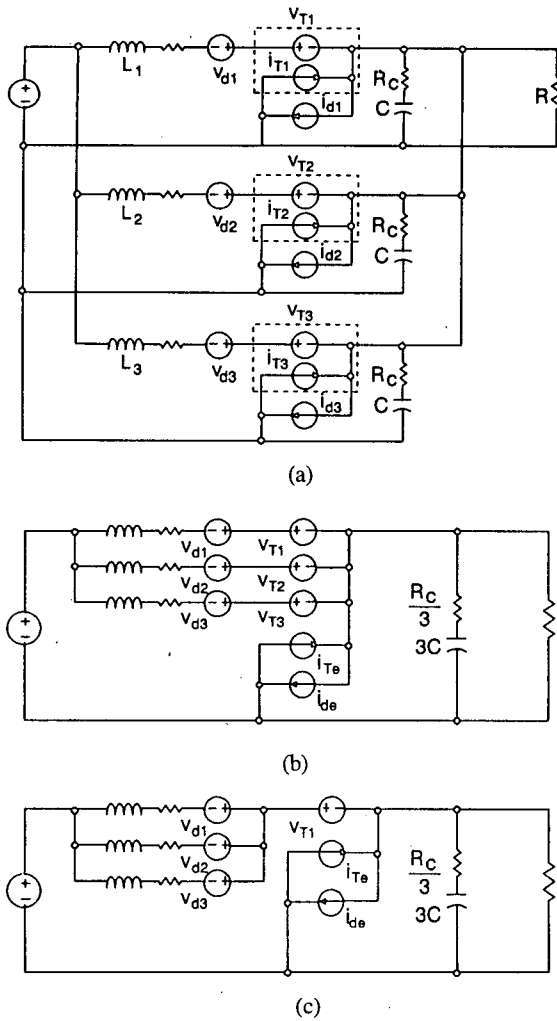 V_T1
L_1
V_d1
i_T1
i_d1
R_C
C
R
V_T2
L_2
V_d2
i_T2
i_d2
R_C
C
V_T3
L_3
V_d3
i_T3
i_d3
R_C
C
(a)
V_d1
V_T1
V_d2
V_T2
V_d3
V_T3
i_Te
i_de
R_C
3
3C
(b)
V_d1
V_T1
V_d2
V_d3
i_Te
i_de
R_C
3
3C
(c)